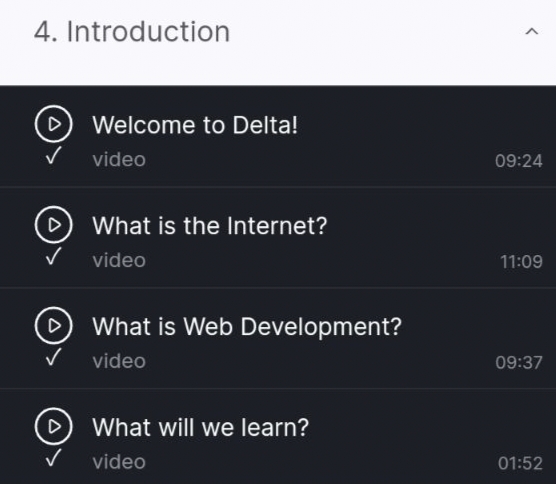 4. Introduction
Welcome to Delta!
video
09:24
What is the Internet?
video
11:09
What is Web Development?
video
09:37
What will we learn?
video
01:52